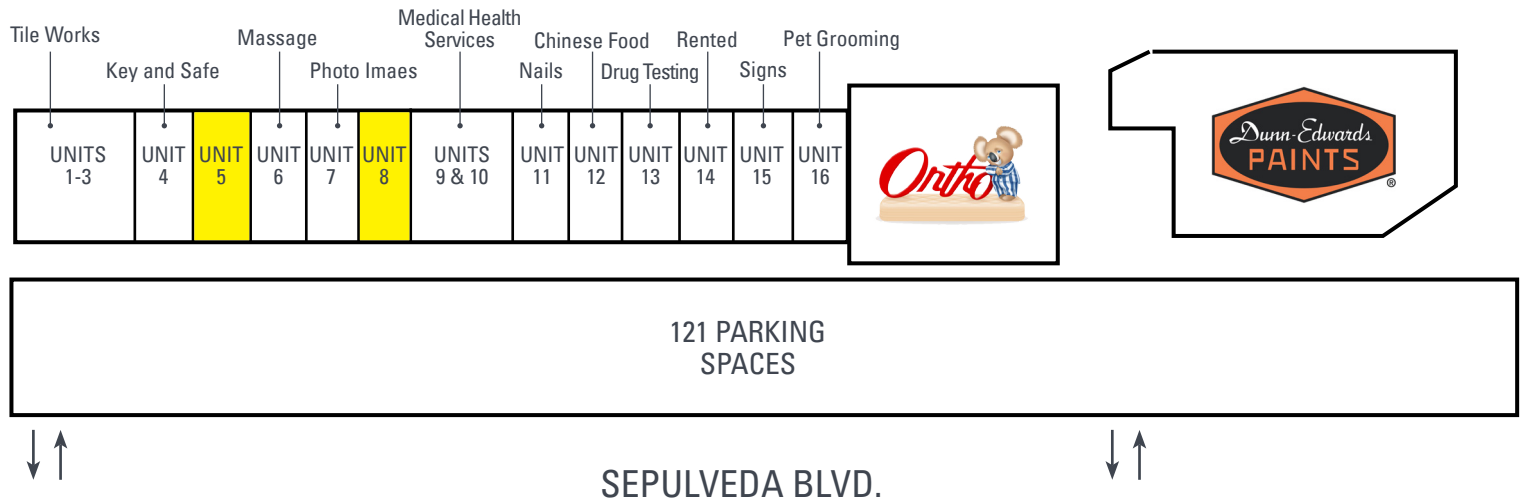 Medical Health
Services
Tile Works
Massage
Chinese Food
Rented
Pet Grooming
Key and Safe
Photo Imaes
Nails
Drug Testing
Signs
UNITS
1-3
UNIT
4
UNIT
5
UNIT
6
UNIT
7
UNIT
8
UNITS
9 & 10
UNIT
11
UNIT
12
UNIT
13
UNIT
14
UNIT
15
UNIT
16
Ortho
Dunn-Edwards
PAINTS
®
121 PARKING
SPACES
SEPULVEDA BLVD.